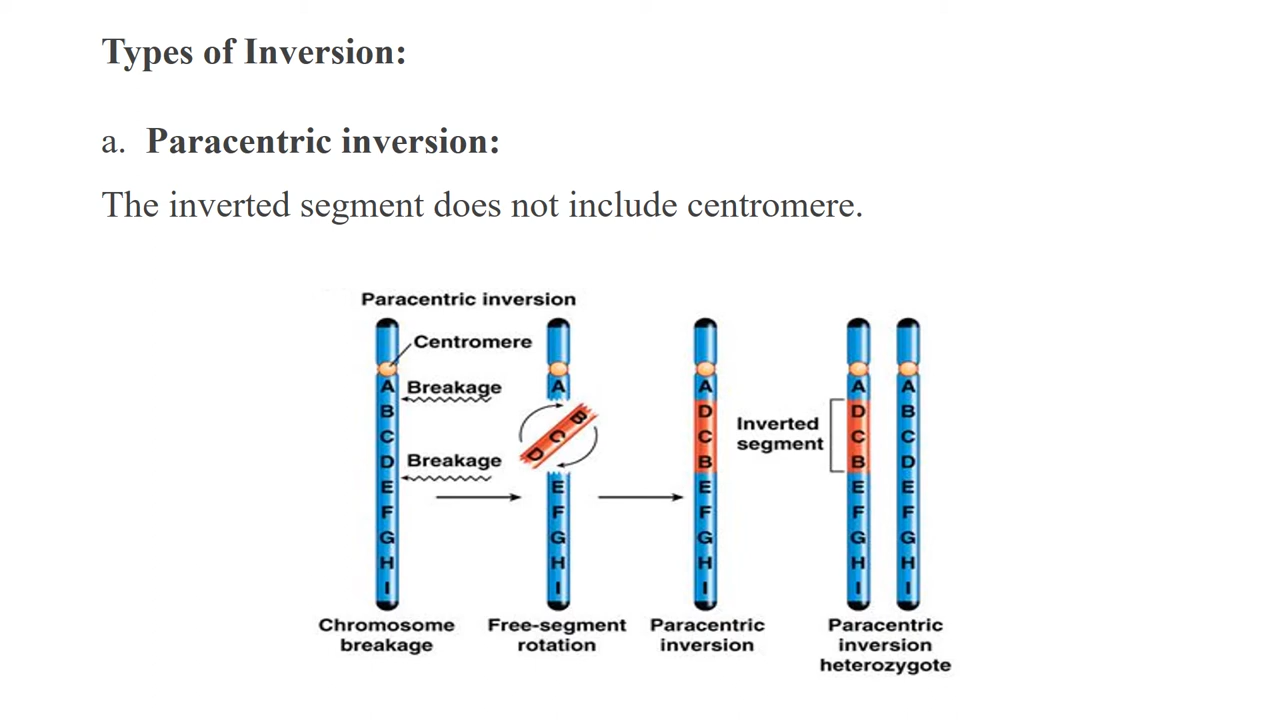 Types of Inversion:
a. Paracentric inversion:
The inverted segment does not include centromere.
Paracentric inversion
Centromere
A
B
C
D
E
F
G
H
I
Breakage
Breakage
A
B
C
D
E
F
G
H
I
A
D
C
B
E
F
G
H
I
Inverted
segment
A
D
C
B
E
F
G
H
I
A
B
C
D
E
F
G
H
I
Chromosome
breakage
Free-segment
rotation
Paracentric
inversion
Paracentric
inversion
heterozygote